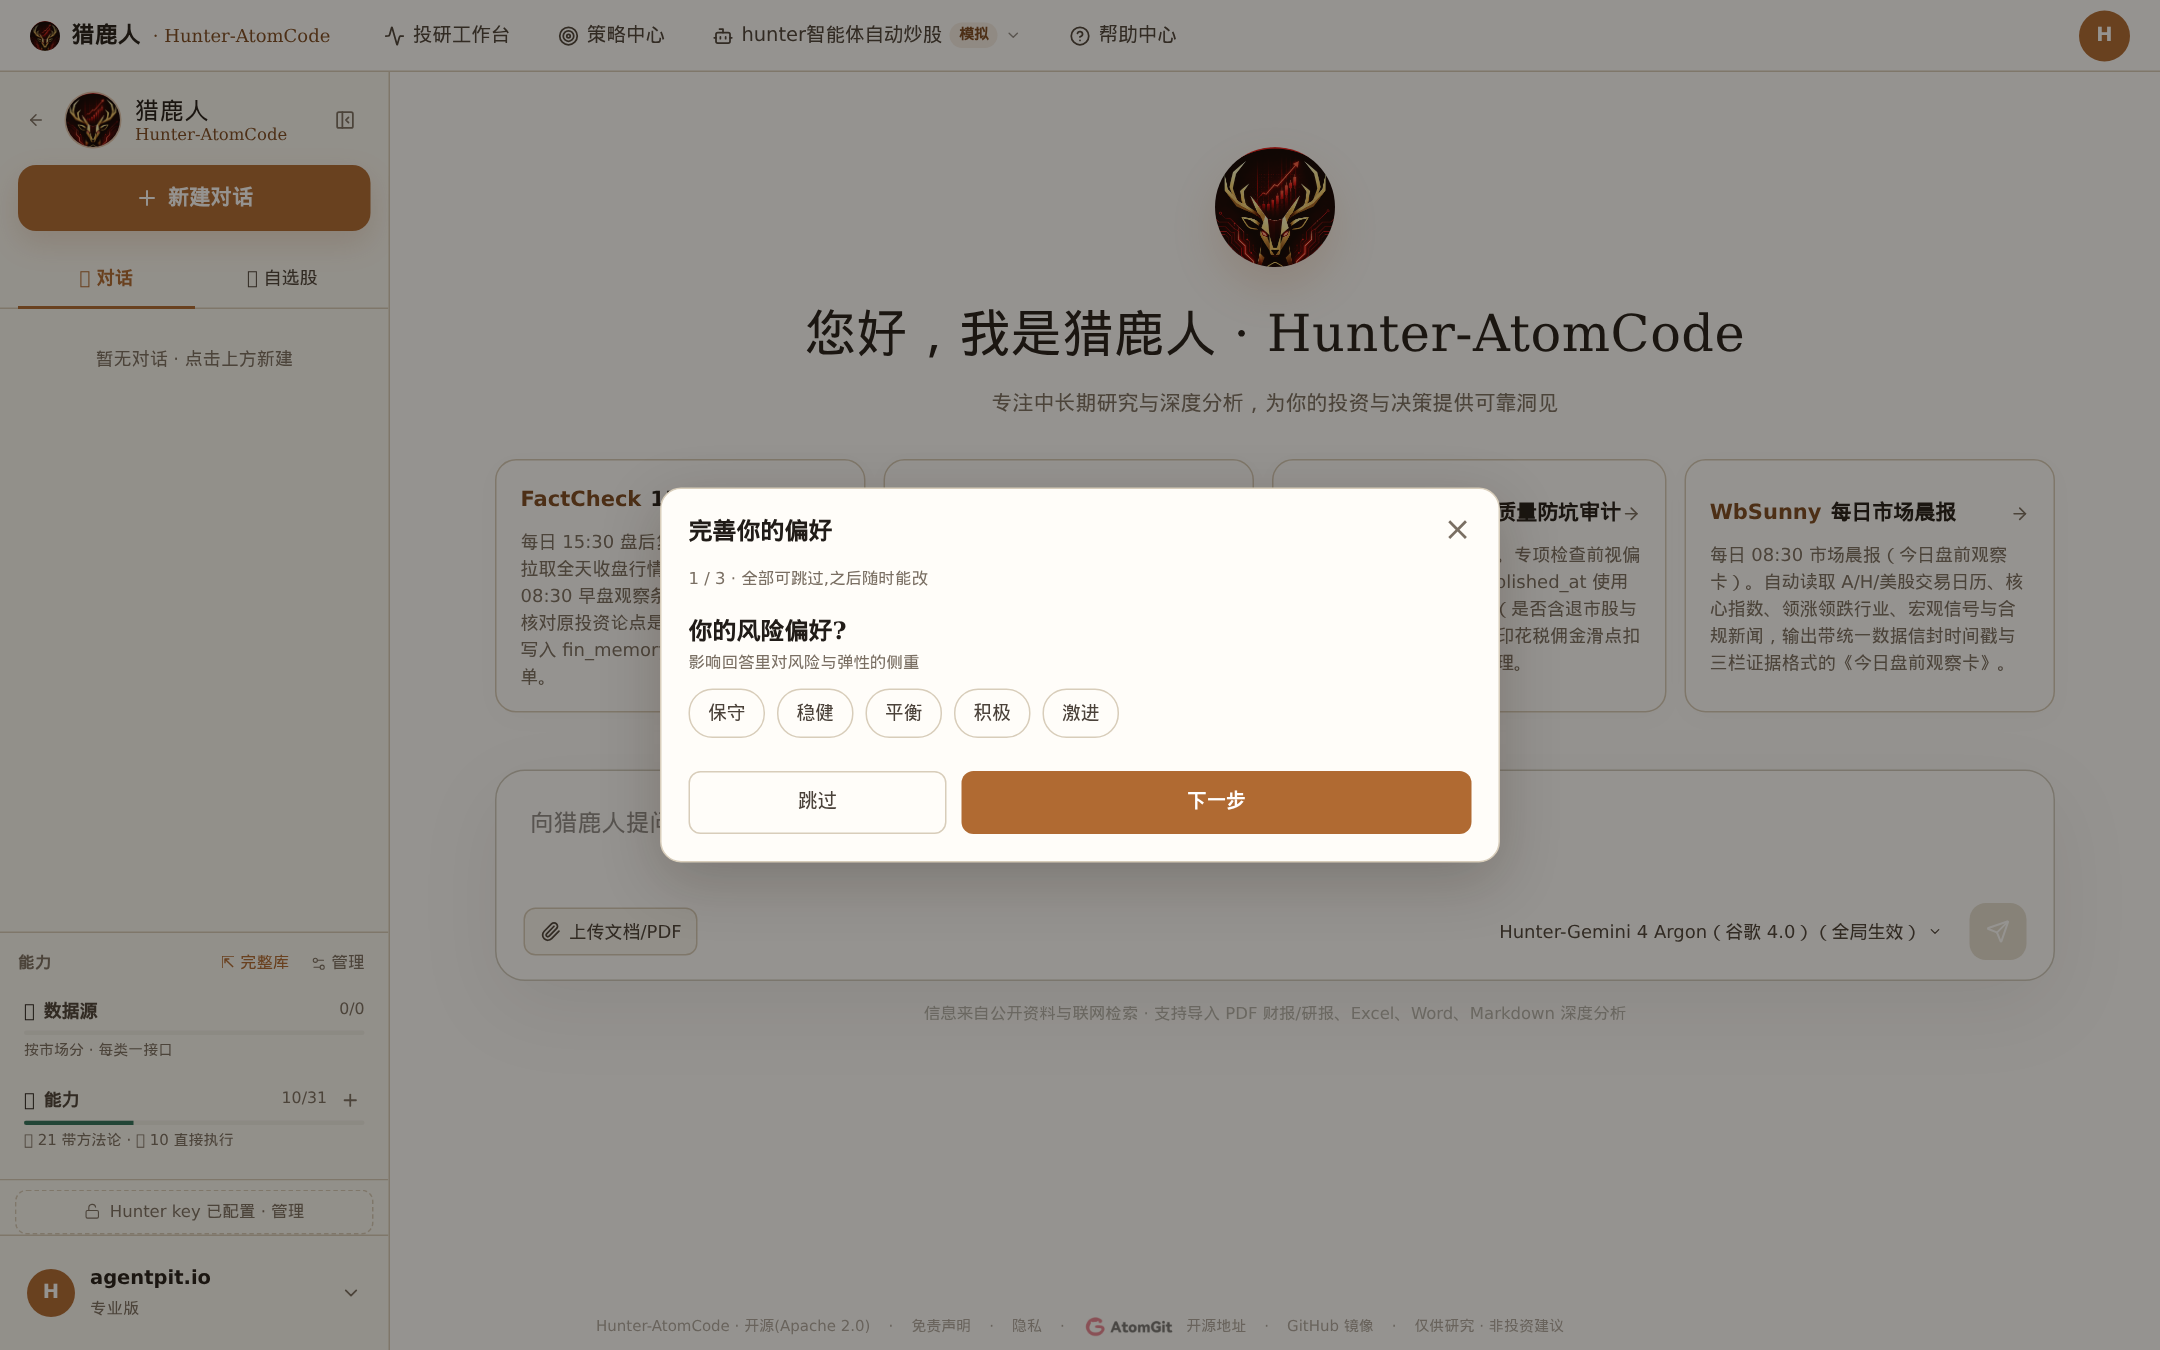 猎鹿人 · Hunter-AtomCode
投研工作台
策略中心
hunter智能体自动炒股 模拟
帮助中心
H
猎鹿人
Hunter-AtomCode
+ 新建对话
对话
自选股
暂无对话 · 点击上方新建
能力
完整库
管理
数据源 0/0
按市场分 · 每类一接口
能力 10/31 +
21 带方法论 · 10 直接执行
Hunter key 已配置 · 管理
H
agentpit.io
专业版
您好，我是猎鹿人 · Hunter-AtomCode
专注中长期研究与深度分析，为你的投资与决策提供可靠洞见
FactCheck
每日 15:30 盘后
拉取全天收盘行情
08:30 早盘观察
核对原投资论点是
写入
单。
质量防坑审计
专项检查前视偏
使用
（是否含退市股与
印花税佣金滑点扣
理。
WbSunny 每日市场晨报
每日 08:30 市场晨报（今日盘前观察
卡）。自动读取 A/H/美股交易日历、核
心指数、领涨领跌行业、宏观信号与合
规新闻，输出带统一数据信封时间戳与
三栏证据格式的《今日盘前观察卡》。
完善你的偏好
1 / 3 · 全部可跳过,之后随时能改
你的风险偏好?
影响回答里对风险与弹性的侧重
保守
稳健
平衡
积极
激进
跳过
下一步
向猎鹿人提问
上传文档/PDF
Hunter-Gemini 4 Argon（谷歌 4.0）（全局生效）
信息来自公开资料与联网检索 · 支持导入 PDF 财报/研报、Excel、Word、Markdown 深度分析
Hunter-AtomCode · 开源(Apache 2.0) · 免责声明 · 隐私 · AtomGit 开源地址 · GitHub 镜像 · 仅供研究 · 非投资建议